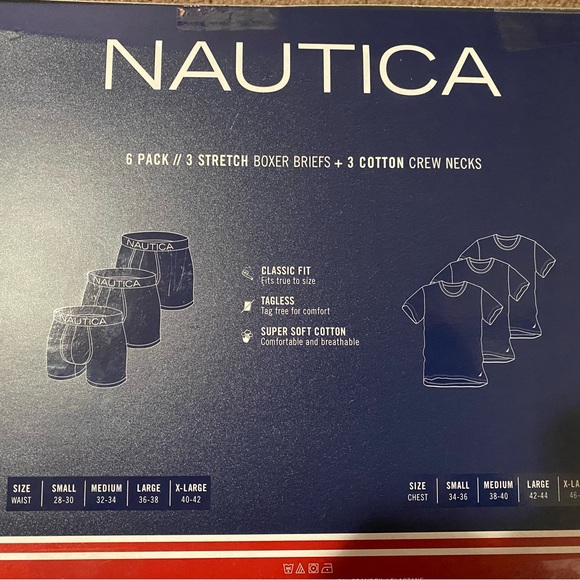 NAUTICA
6 PACK // 3 STRETCH BOXER BRIEFS + 3 COTTON CREW NECKS
NAUTICA
NAUTICA
NAUTICA
CLASSIC FIT
Fits true to size
TAGLESS
Tag free for comfort
SUPER SOFT COTTON
Comfortable and breathable
SIZE SMALL MEDIUM LARGE X-LARGE
WAIST 28-30 32-34 36-38 40-42
SIZE SMALL MEDIUM LARGE X-LA
CHEST 34-36 38-40 42-44 46-